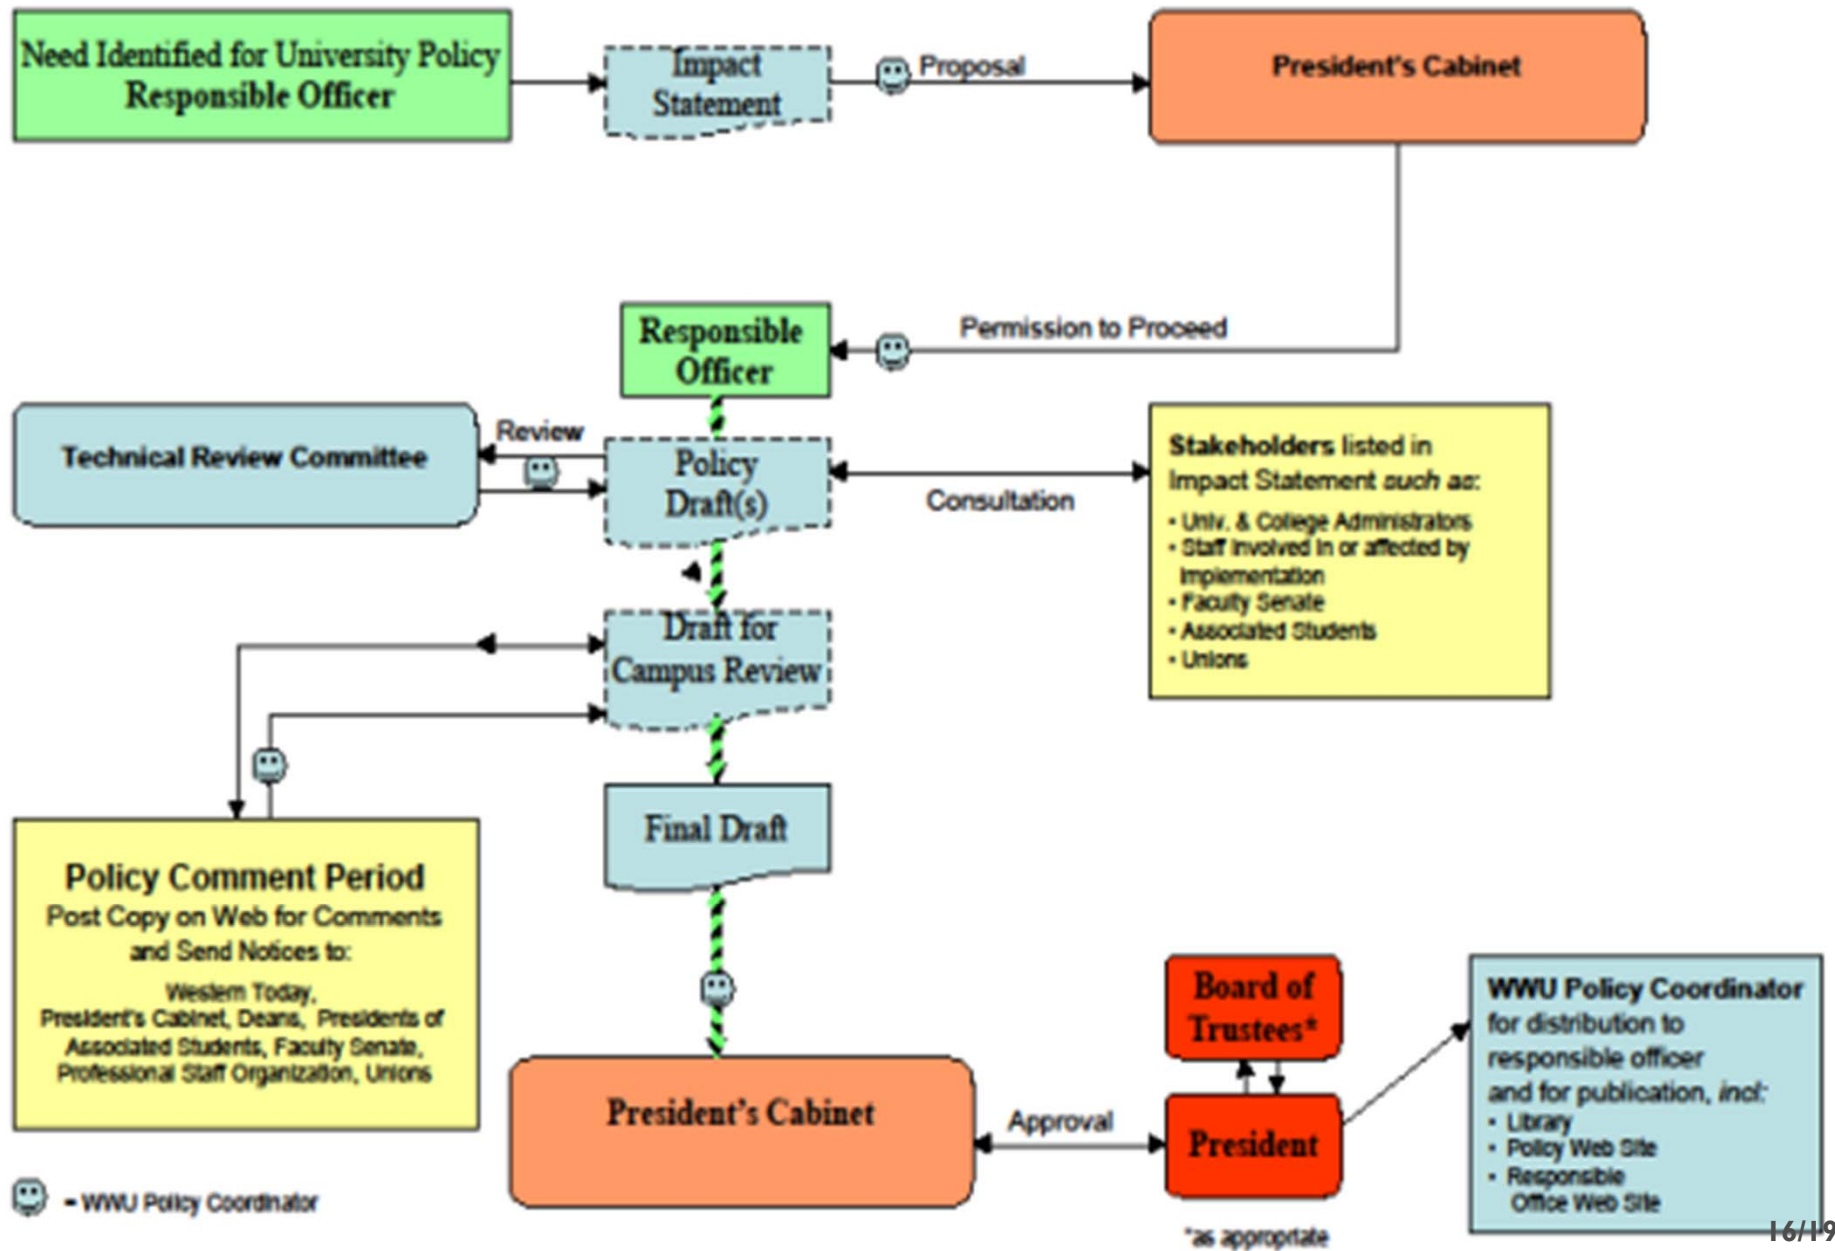 Need Identified for University Policy
Responsible Officer
Impact
Statement
Proposal
President's Cabinet
Permission to Proceed
Responsible
Officer
Technical Review Committee
Review
Policy
Draft(s)
Consultation
Stakeholders listed in
Impact Statement such as:
• Univ. & College Administrators
• Staff Involved in or affected by
Implementation
• Faculty Senate
• Associated Students
• Unions
Draft for
Campus Review
Final Draft
Policy Comment Period
Post Copy on Web for Comments
and Send Notices to:
Western Today,
President's Cabinet, Deans, Presidents of
Associated Students, Faculty Senate,
Professional Staff Organization, Unions
President's Cabinet
Approval
Board of
Trustees*
President
*as appropriate
WWU Policy Coordinator
for distribution to
responsible officer
and for publication, incl:
• Library
• Policy Web Site
• Responsible
Office Web Site
= WWU Policy Coordinator
16/19